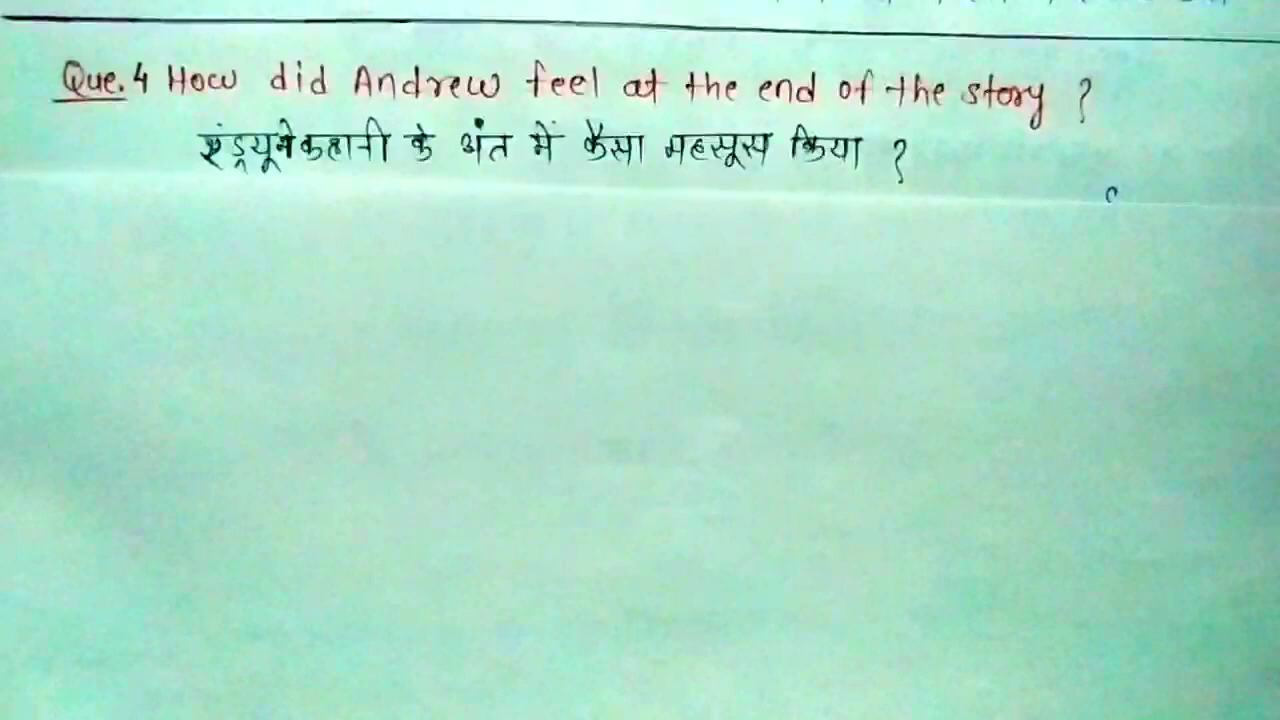 Que.4 How did Andrew feel at the end of the story ?
एंड्र्यू ने कहानी के अंत में कैसा महसूस किया ?